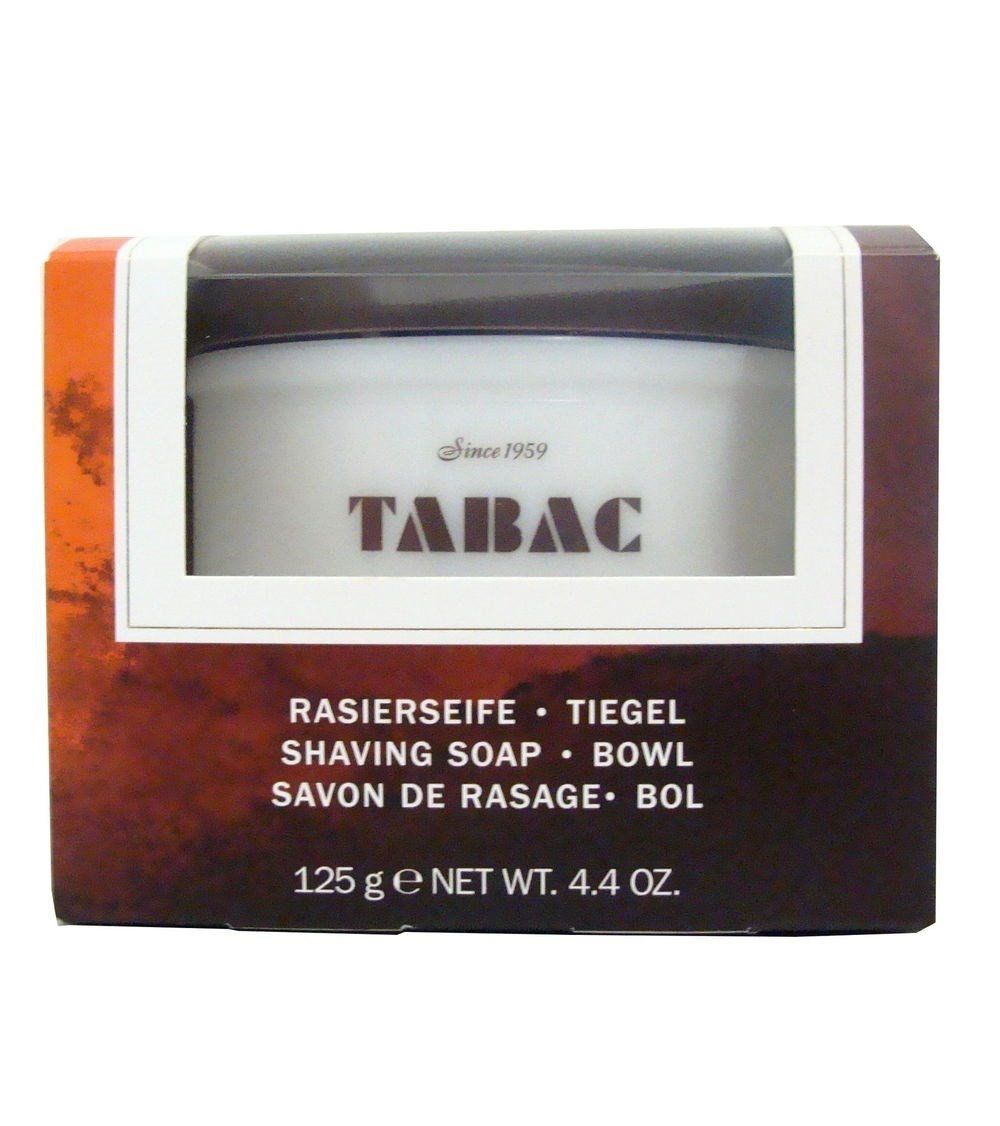 Since 1959
TABAC
RASIERSEIFE • TIEGEL
SHAVING SOAP • BOWL
SAVON DE RASAGE• BOL
125 g ℮ NET WT. 4.4 OZ.